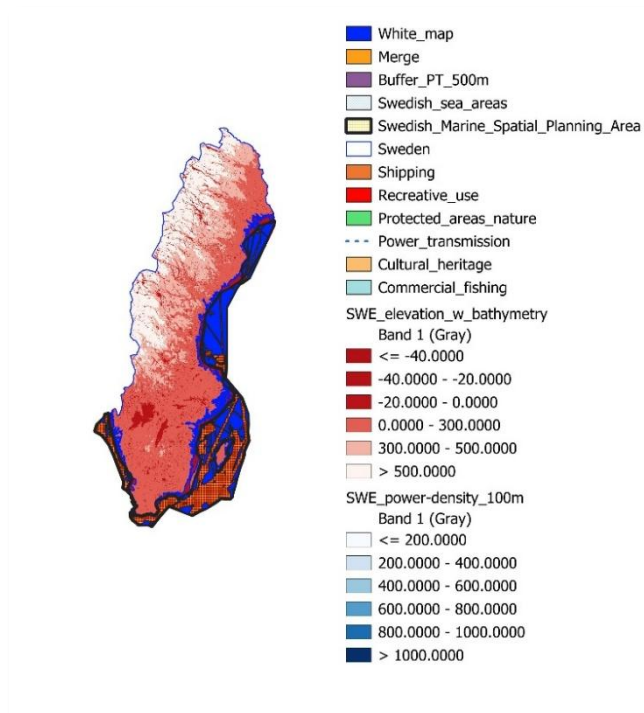 White_map
Merge
Buffer_PT_500m
Swedish_sea_areas
Swedish_Marine_Spatial_Planning_Area
Sweden
Shipping
Recreative_use
Protected_areas_nature
Power_transmission
Cultural_heritage
Commercial_fishing
SWE_elevation_w_bathymetry
Band 1 (Gray)
<= -40.0000
-40.0000 - -20.0000
-20.0000 - 0.0000
0.0000 - 300.0000
300.0000 - 500.0000
> 500.0000
SWE_power-density_100m
Band 1 (Gray)
<= 200.0000
200.0000 - 400.0000
400.0000 - 600.0000
600.0000 - 800.0000
800.0000 - 1000.0000
> 1000.0000